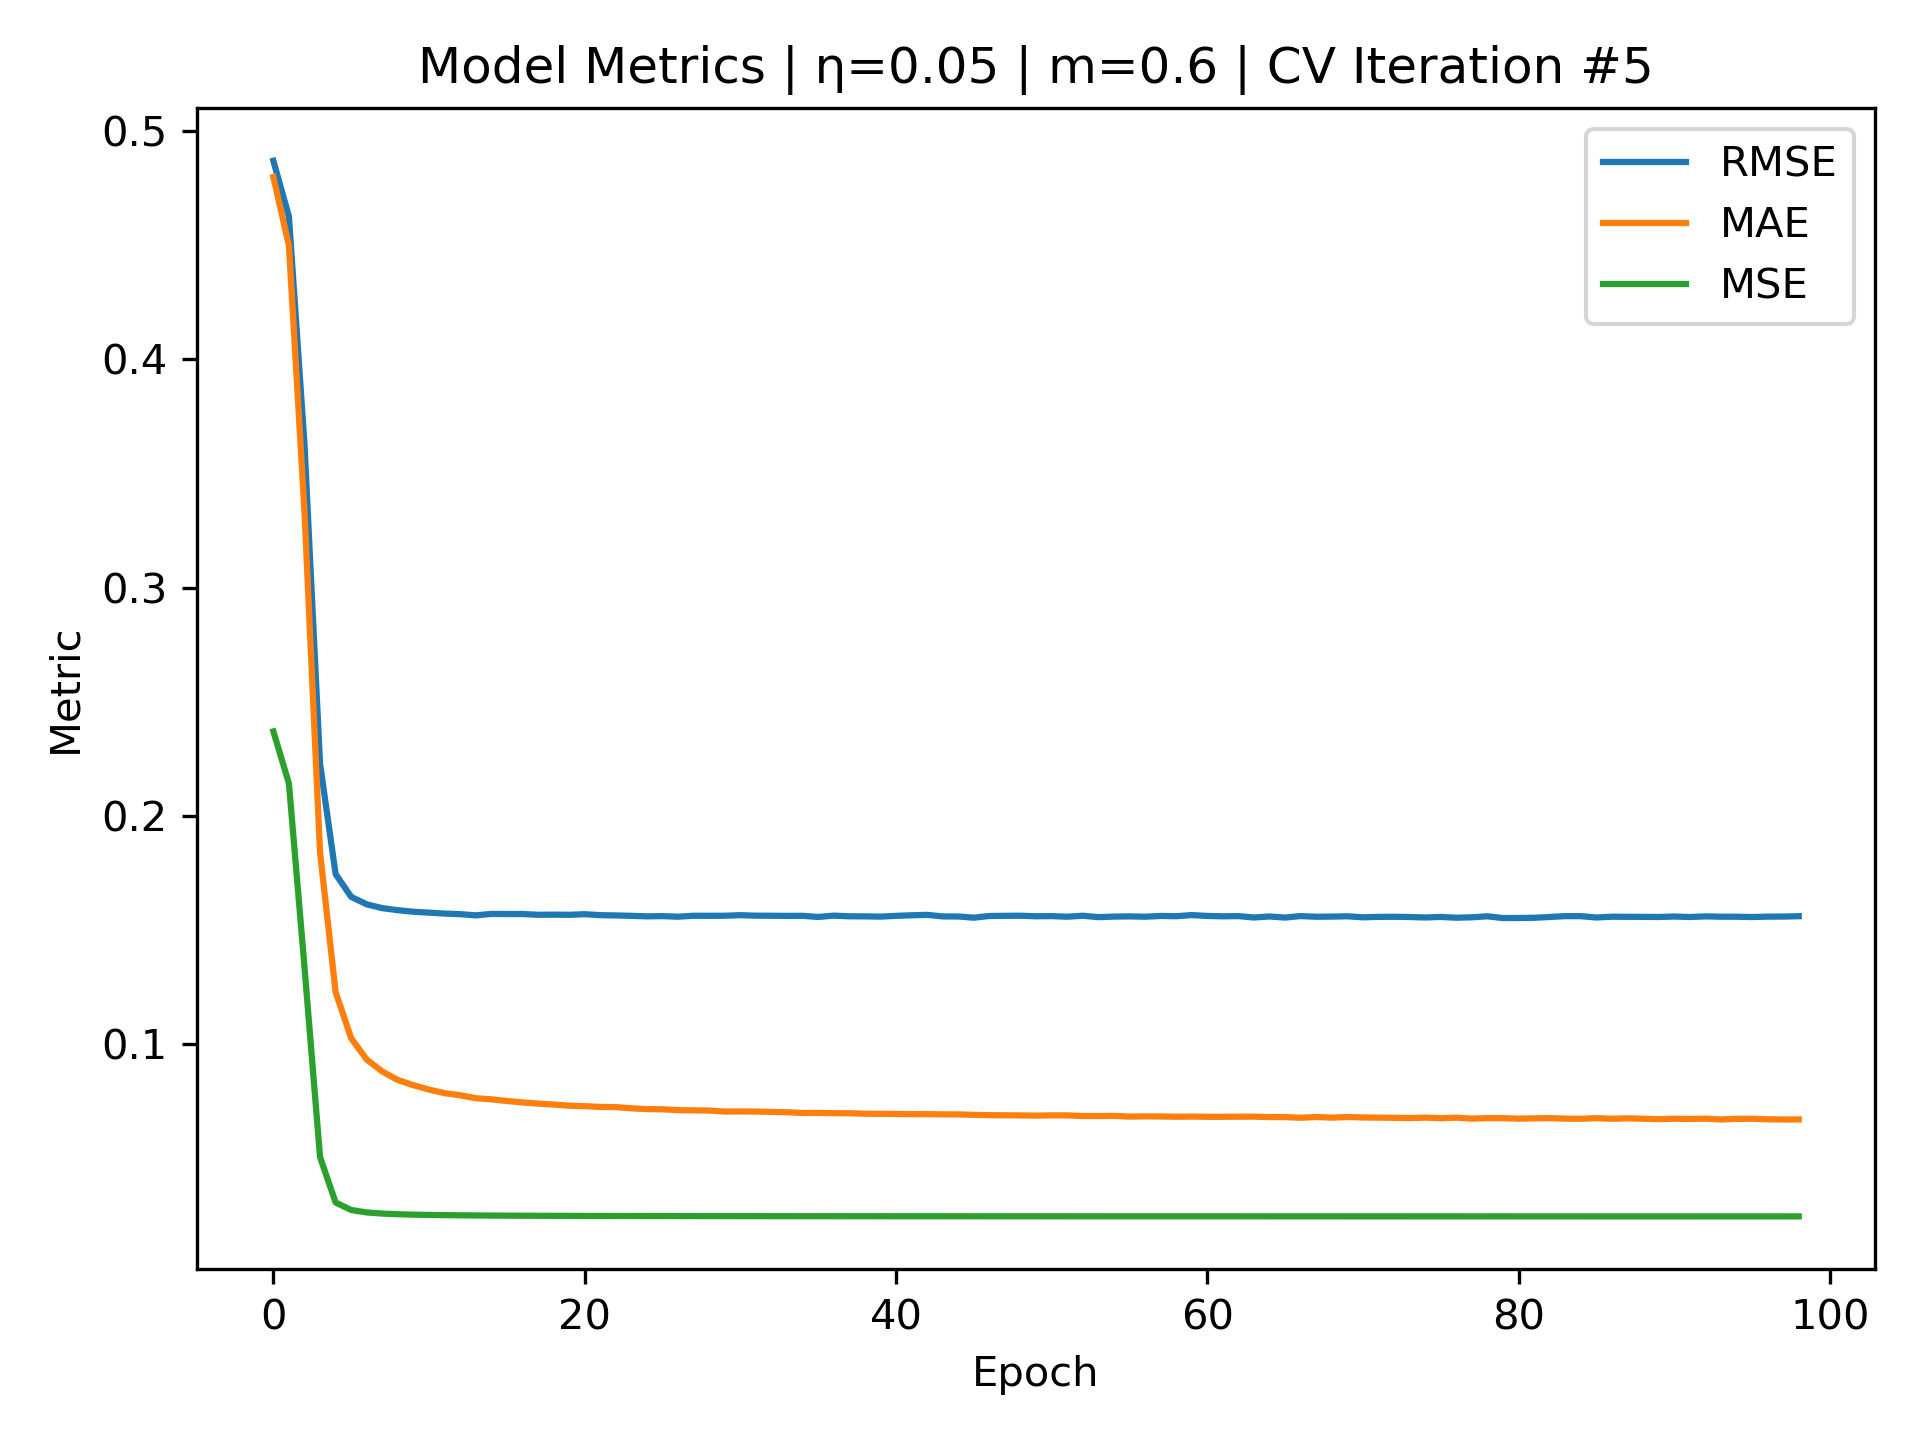 Model Metrics | η=0.05 | m=0.6 | CV Iteration #5
RMSE
MAE
MSE
Metric
0.5
0.4
0.3
0.2
0.1
0 20 40 60 80 100
Epoch